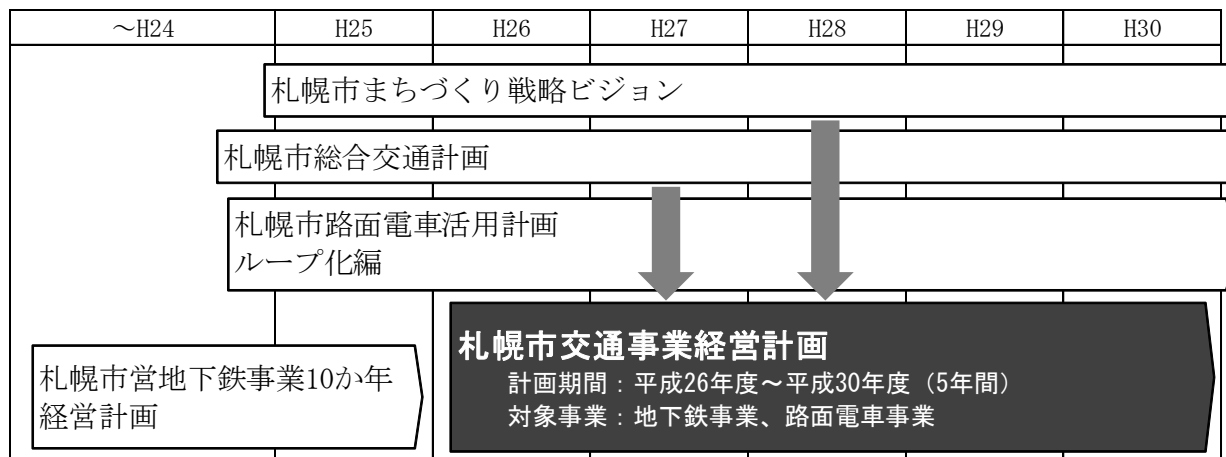 ～H24 H25 H26 H27 H28 H29 H30
札幌市まちづくり戦略ビジョン
札幌市総合交通計画
札幌市路面電車活用計画
ループ化編
札幌市営地下鉄事業10か年
経営計画
札幌市交通事業経営計画
計画期間：平成26年度～平成30年度（5年間）
対象事業：地下鉄事業、路面電車事業